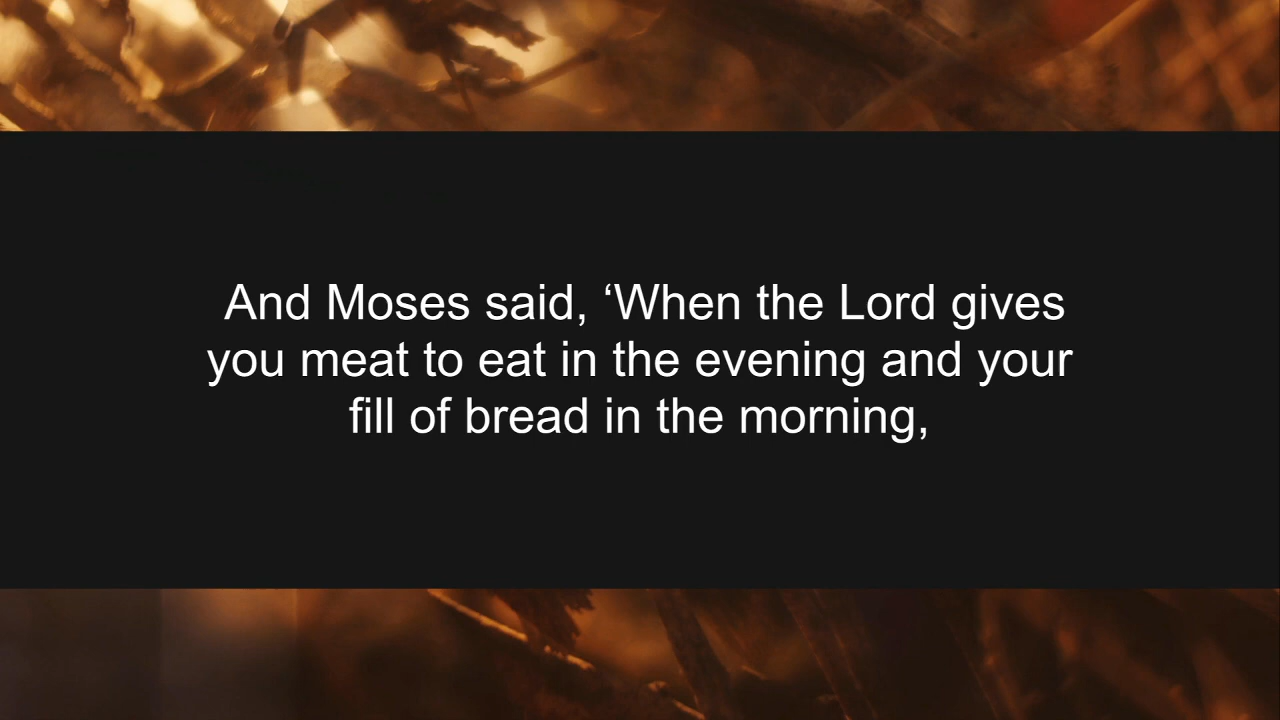 And Moses said, ‘When the Lord gives
you meat to eat in the evening and your
fill of bread in the morning,